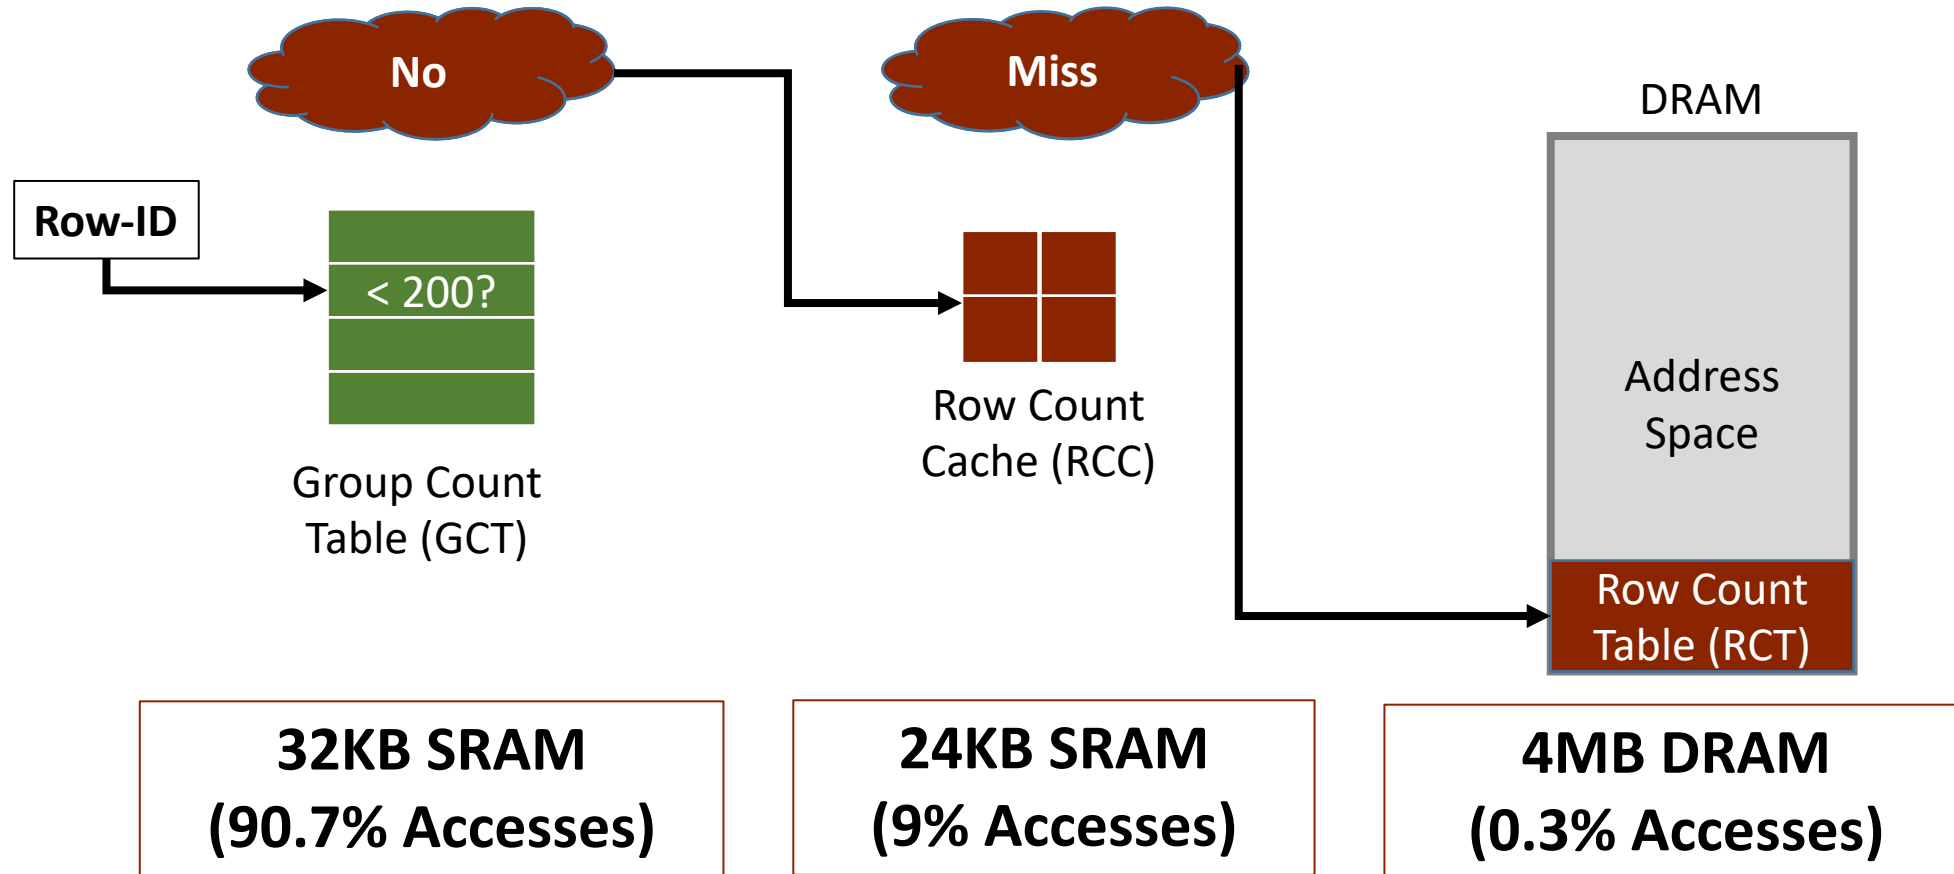 No
Miss
DRAM
Row-ID
< 200?
Group Count
Table (GCT)
Row Count
Cache (RCC)
Address
Space
Row Count
Table (RCT)
32KB SRAM
(90.7% Accesses)
24KB SRAM
(9% Accesses)
4MB DRAM
(0.3% Accesses)